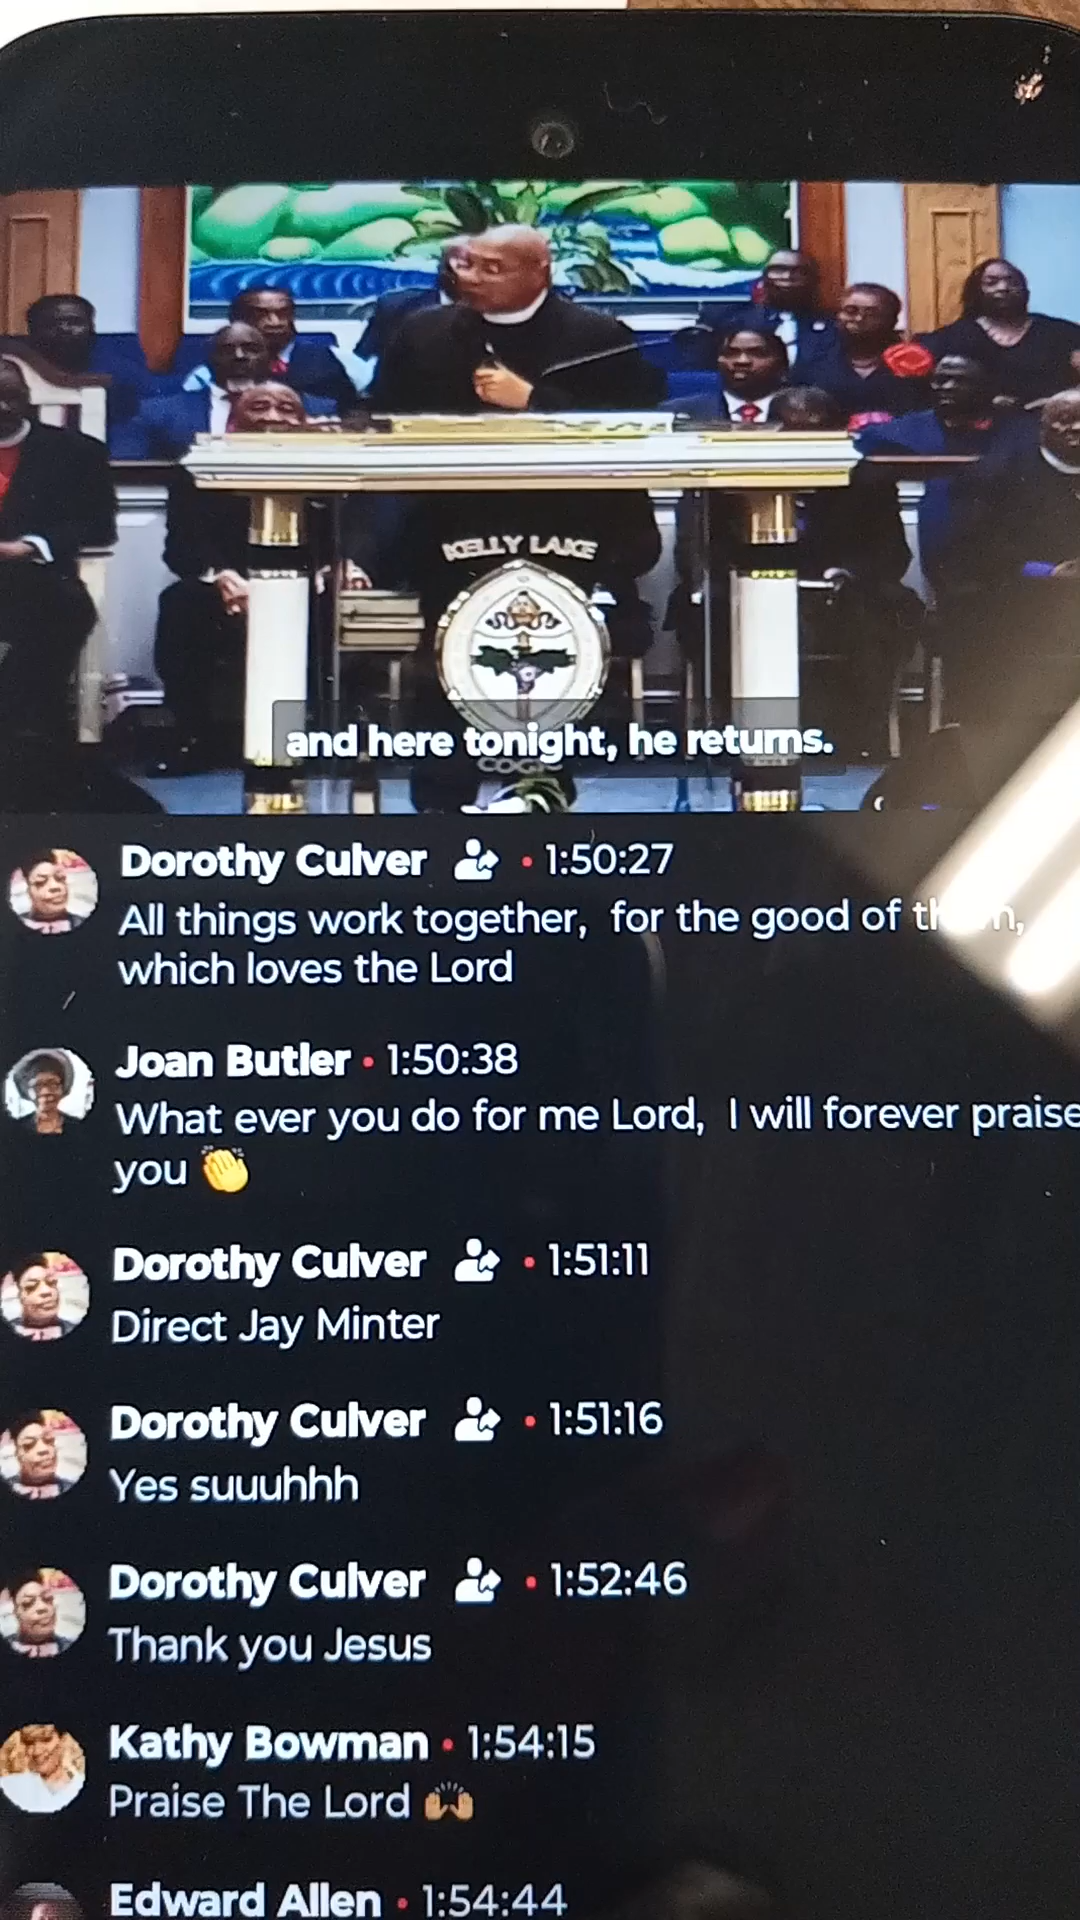 KELLY LAKE
and here tonight, he returns.
COGIC
Dorothy Culver • 1:50:27
All things work together, for the good of
which loves the Lord
Joan Butler • 1:50:38
What ever you do for me Lord, I will forever praise
you 👏
Dorothy Culver • 1:51:11
Direct Jay Minter
Dorothy Culver • 1:51:16
Yes suuuhhh
Dorothy Culver • 1:52:46
Thank you Jesus
Kathy Bowman • 1:54:15
Praise The Lord 🙌🏽
Edward Allen • 1:54:44